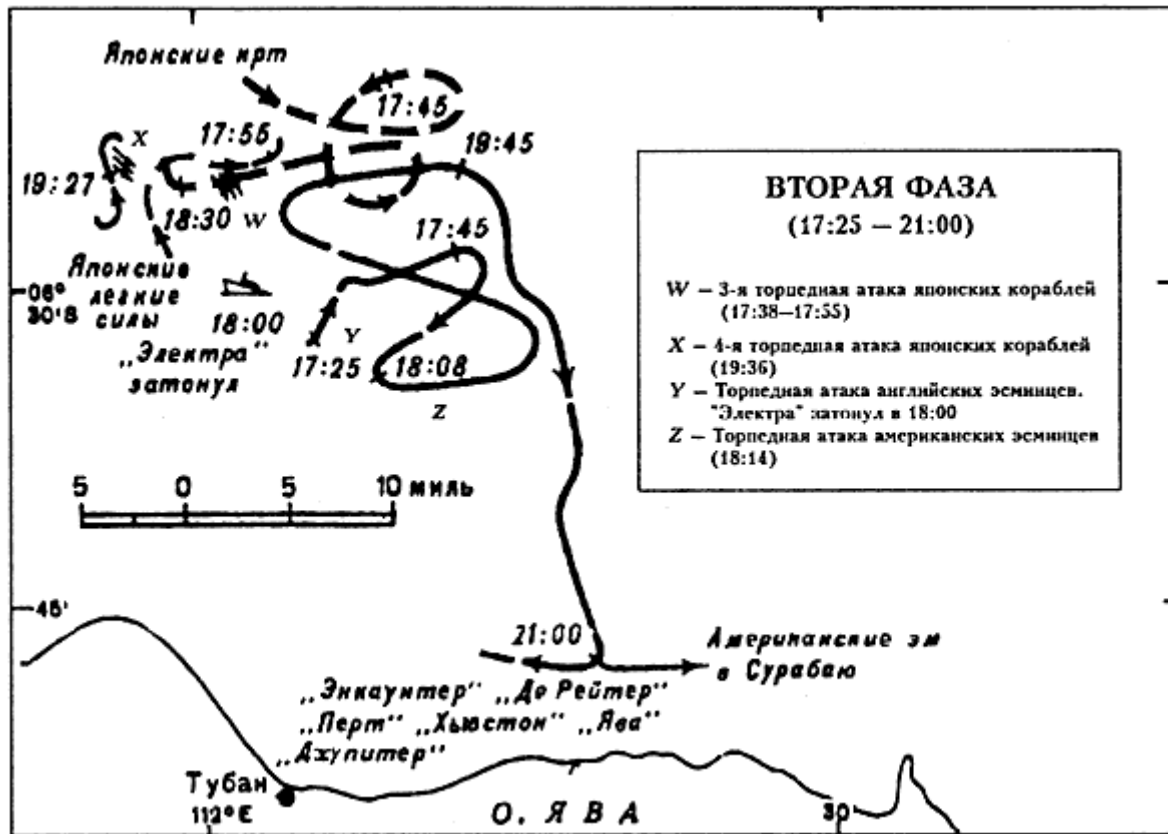 Японские крт
17:45
19:45
X
17:55
19:27
18:30
W
17:45
Японские
легкие
силы
06°
30'S
18:00
„Электра“
затонул
Y
17:25
18:08
Z
ВТОРАЯ ФАЗА
(17:25 — 21:00)
W — 3-я торпедная атака японских кораблей
(17:38—17:55)
X — 4-я торпедная атака японских кораблей
(19:36)
Y — Торпедная атака английских эсминцев.
"Электра" затонул в 18:00
Z — Торпедная атака американских эсминцев
(18:14)
5 0 5 10 миль
45'
21:00
Американские эм
в Сурабаю
„Энкаунтер“ „Де Рейтер“
„Перт“ „Хьюстон“ „Ява“
„Джупитер“
Тубан
112°E
О. ЯВА
30